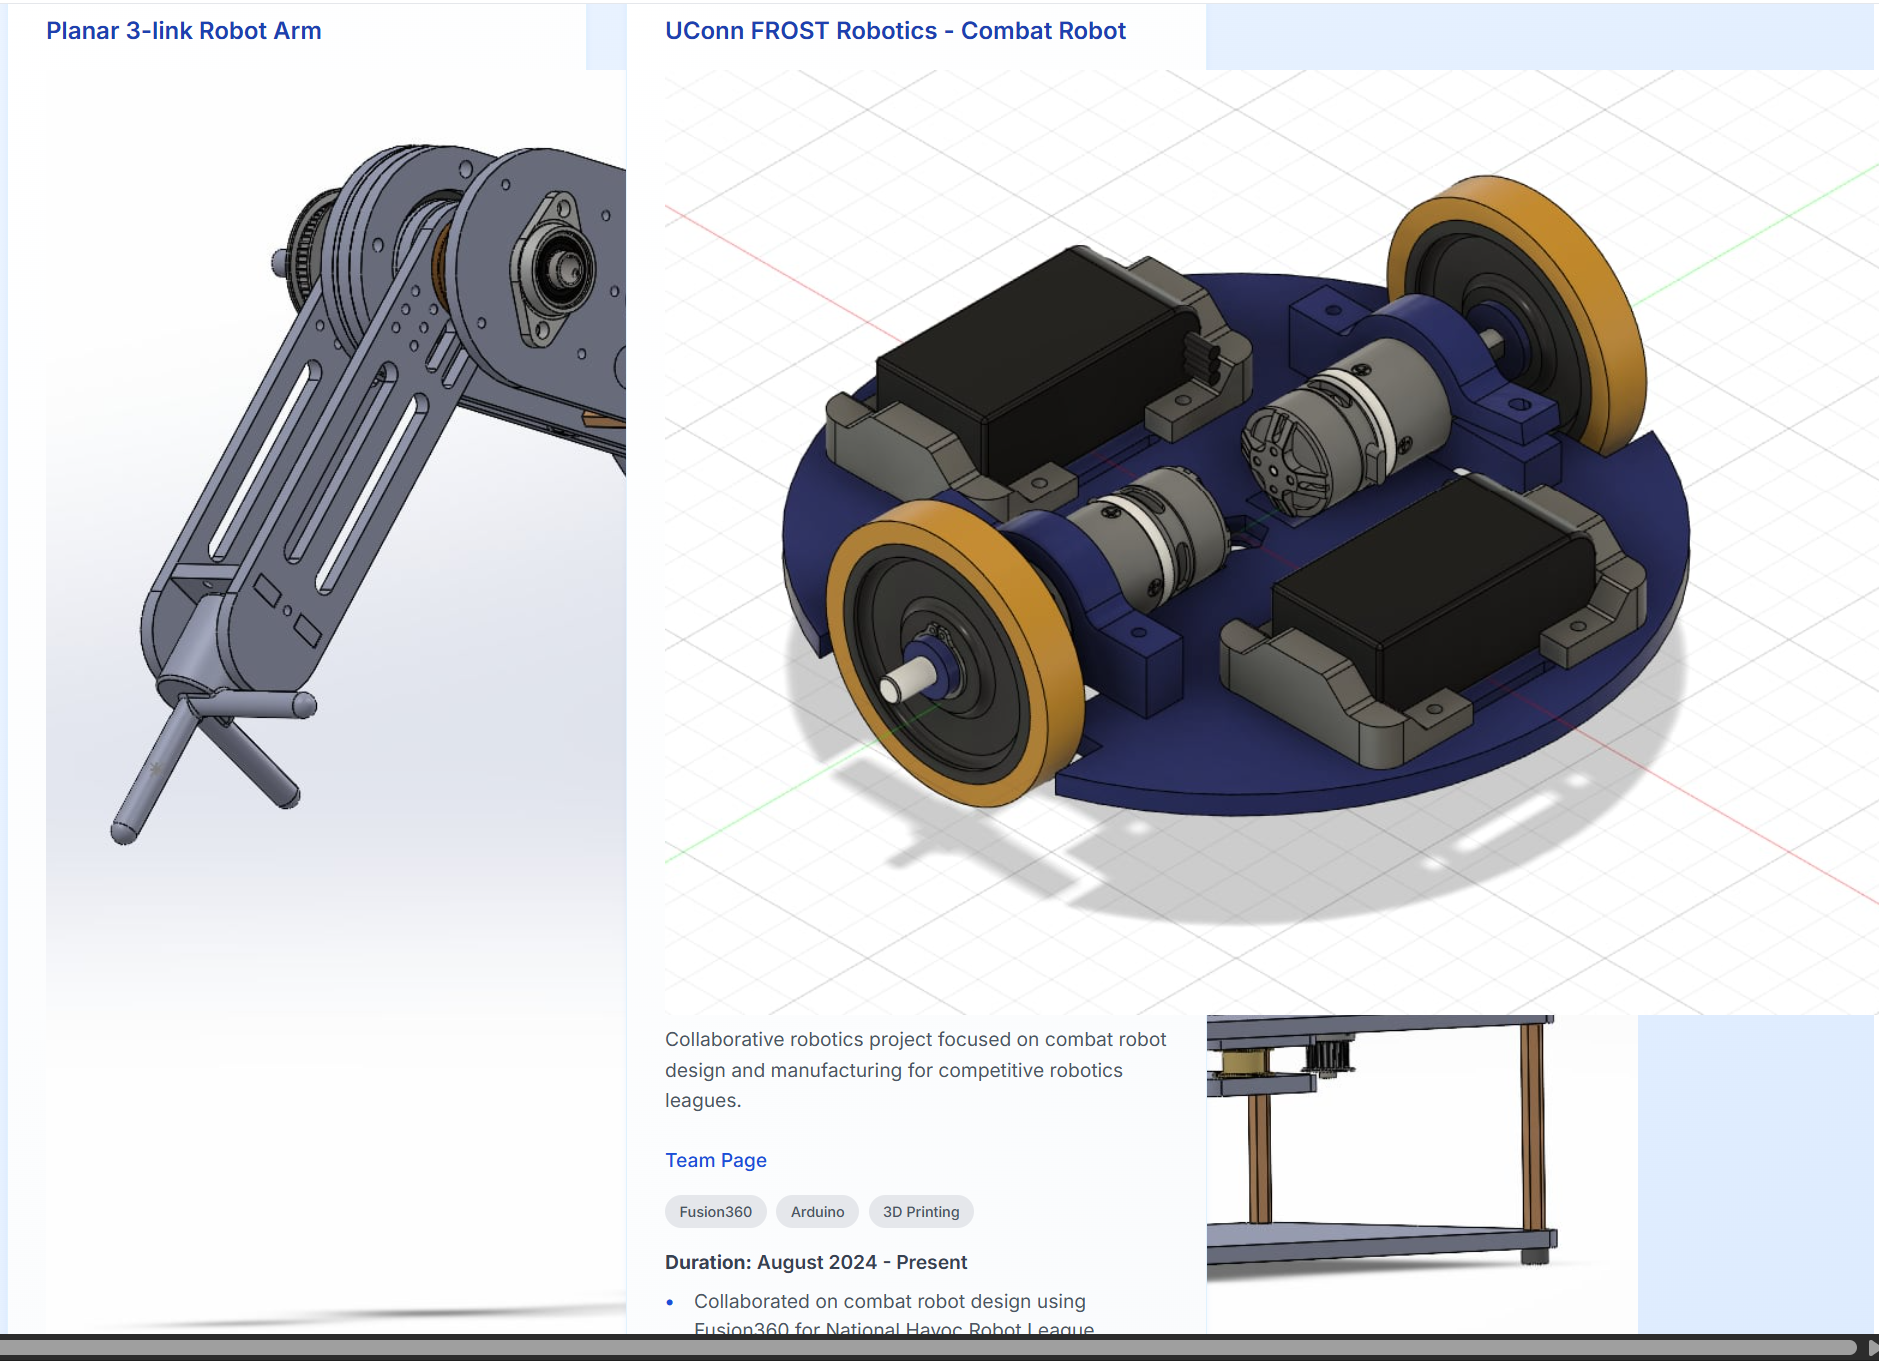 Planar 3-link Robot Arm
UConn FROST Robotics - Combat Robot
Collaborative robotics project focused on combat robot
design and manufacturing for competitive robotics
leagues.
Team Page
Fusion360
Arduino
3D Printing
Duration: August 2024 - Present
• Collaborated on combat robot design using
Fusion360 for National Havoc Robot League